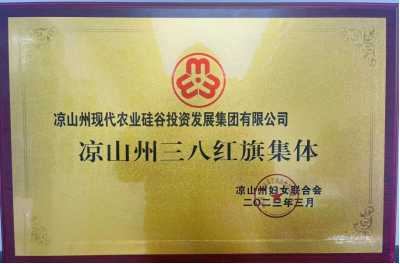 凉山州现代农业硅谷投资发展集团有限公司
凉山州三八红旗集体
凉山州妇女联合会
二〇二三年三月